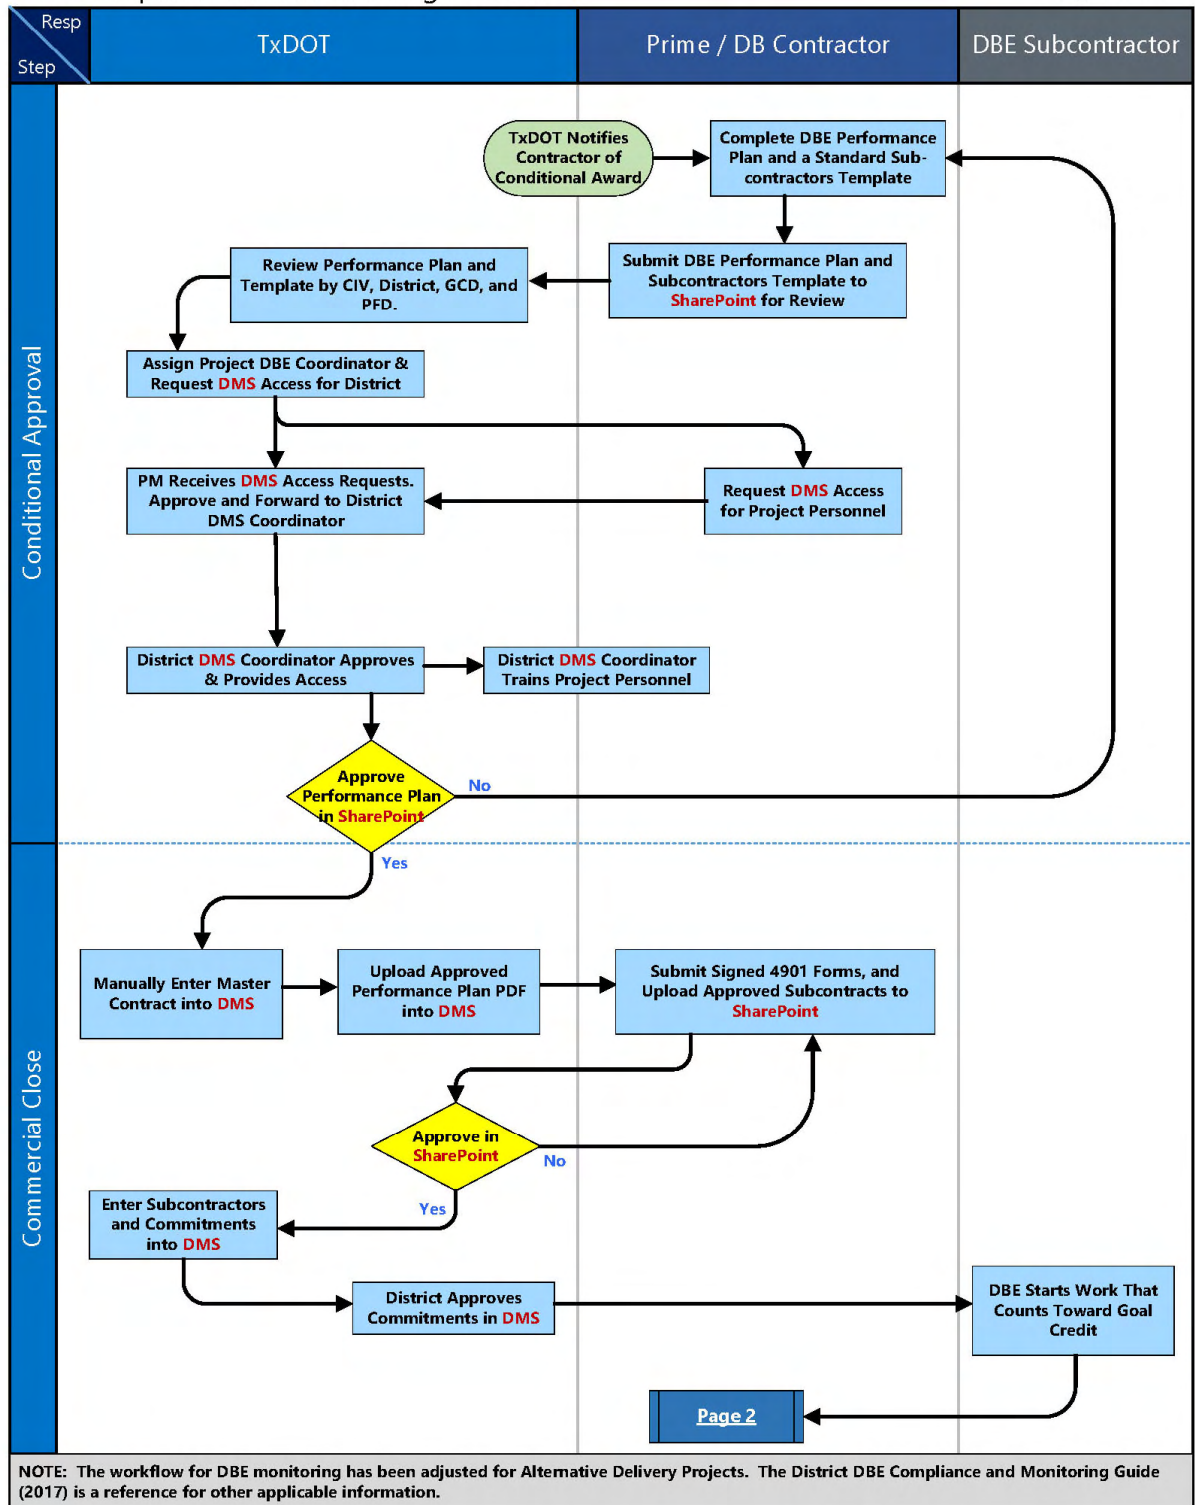 Resp
Step
TxDOT
Prime / DB Contractor
DBE Subcontractor
Conditional Approval
TxDOT Notifies
Contractor of
Conditional Award
Complete DBE Performance
Plan and a Standard Sub-
contractors Template
Submit DBE Performance Plan and
Subcontractors Template to
SharePoint for Review
Review Performance Plan and
Template by CIV, District, GCD, and
PFD.
Assign Project DBE Coordinator &
Request DMS Access for District
PM Receives DMS Access Requests.
Approve and Forward to District
DMS Coordinator
Request DMS Access
for Project Personnel
District DMS Coordinator Approves
& Provides Access
District DMS Coordinator
Trains Project Personnel
Approve
Performance Plan
in SharePoint
No
Yes
Commercial Close
Manually Enter Master
Contract into DMS
Upload Approved
Performance Plan PDF
into DMS
Submit Signed 4901 Forms, and
Upload Approved Subcontracts to
SharePoint
Approve in
SharePoint
No
Yes
Enter Subcontractors
and Commitments
into DMS
District Approves
Commitments in DMS
DBE Starts Work That
Counts Toward Goal
Credit
Page 2
NOTE:  The workflow for DBE monitoring has been adjusted for Alternative Delivery Projects.  The District DBE Compliance and Monitoring Guide
(2017) is a reference for other applicable information.